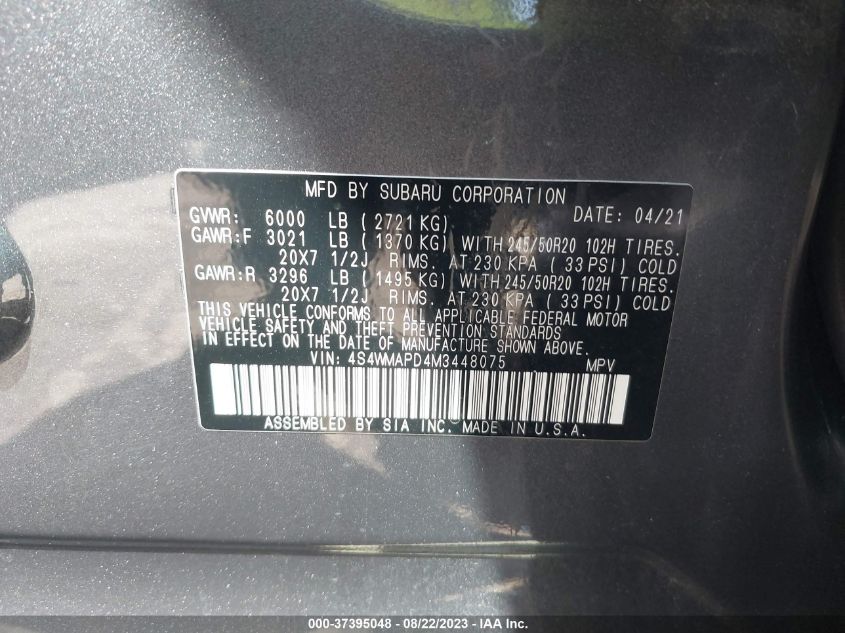 MFD BY SUBARU CORPORATION
GVWR: 6000 LB ( 2721 KG) DATE: 04/21
GAWR:F 3021 LB ( 1370 KG) WITH 245/50R20 102H TIRES.
20X7 1/2J RIMS. AT 230 KPA ( 33 PSI) COLD
GAWR:R 3296 LB ( 1495 KG) WITH 245/50R20 102H TIRES.
20X7 1/2J RIMS. AT 230 KPA ( 33 PSI) COLD
THIS VEHICLE CONFORMS TO ALL APPLICABLE FEDERAL MOTOR
VEHICLE SAFETY AND THEFT PREVENTION STANDARDS
IN EFFECT ON THE DATE OF MANUFACTURE SHOWN ABOVE.
VIN: 4S4WMAPD4M3448075 MPV
ASSEMBLED BY SIA INC. MADE IN U.S.A.
000-37395048 - 08/22/2023 - IAAI.COM